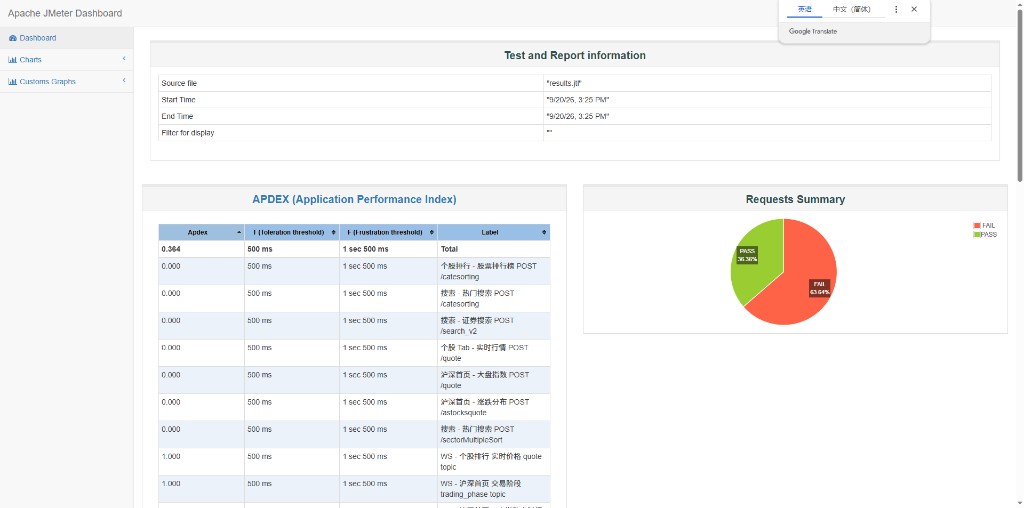 Apache JMeter Dashboard
英语 中文（简体）
Google Translate
Dashboard
Charts
Customs Graphs
Test and Report information
Source file "results.jtl"
Start Time "9/20/26, 3:25 PM"
End Time "9/20/26, 3:25 PM"
Filter for display ""
APDEX (Application Performance Index)
Apdex T (Toleration threshold) F (Frustration threshold) Label
0.364 500 ms 1 sec 500 ms Total
0.000 500 ms 1 sec 500 ms 个股排行 - 股票排行榜 POST
/catesorting
0.000 500 ms 1 sec 500 ms 搜索 - 热门搜索 POST
/catesorting
0.000 500 ms 1 sec 500 ms 搜索 - 证券搜索 POST
/search_v2
0.000 500 ms 1 sec 500 ms 个股 Tab - 实时行情 POST
/quote
0.000 500 ms 1 sec 500 ms 沪深首页 - 大盘指数 POST
/quote
0.000 500 ms 1 sec 500 ms 沪深首页 - 涨跌分布 POST
/astocksquote
0.000 500 ms 1 sec 500 ms 搜索 - 热门搜索 POST
/sectorMultipleSort
1.000 500 ms 1 sec 500 ms WS - 个股排行 实时价格 quote
topic
1.000 500 ms 1 sec 500 ms WS - 沪深首页 交易阶段
trading_phase topic
Requests Summary
FAIL
PASS
PASS
36.36%
FAIL
63.64%